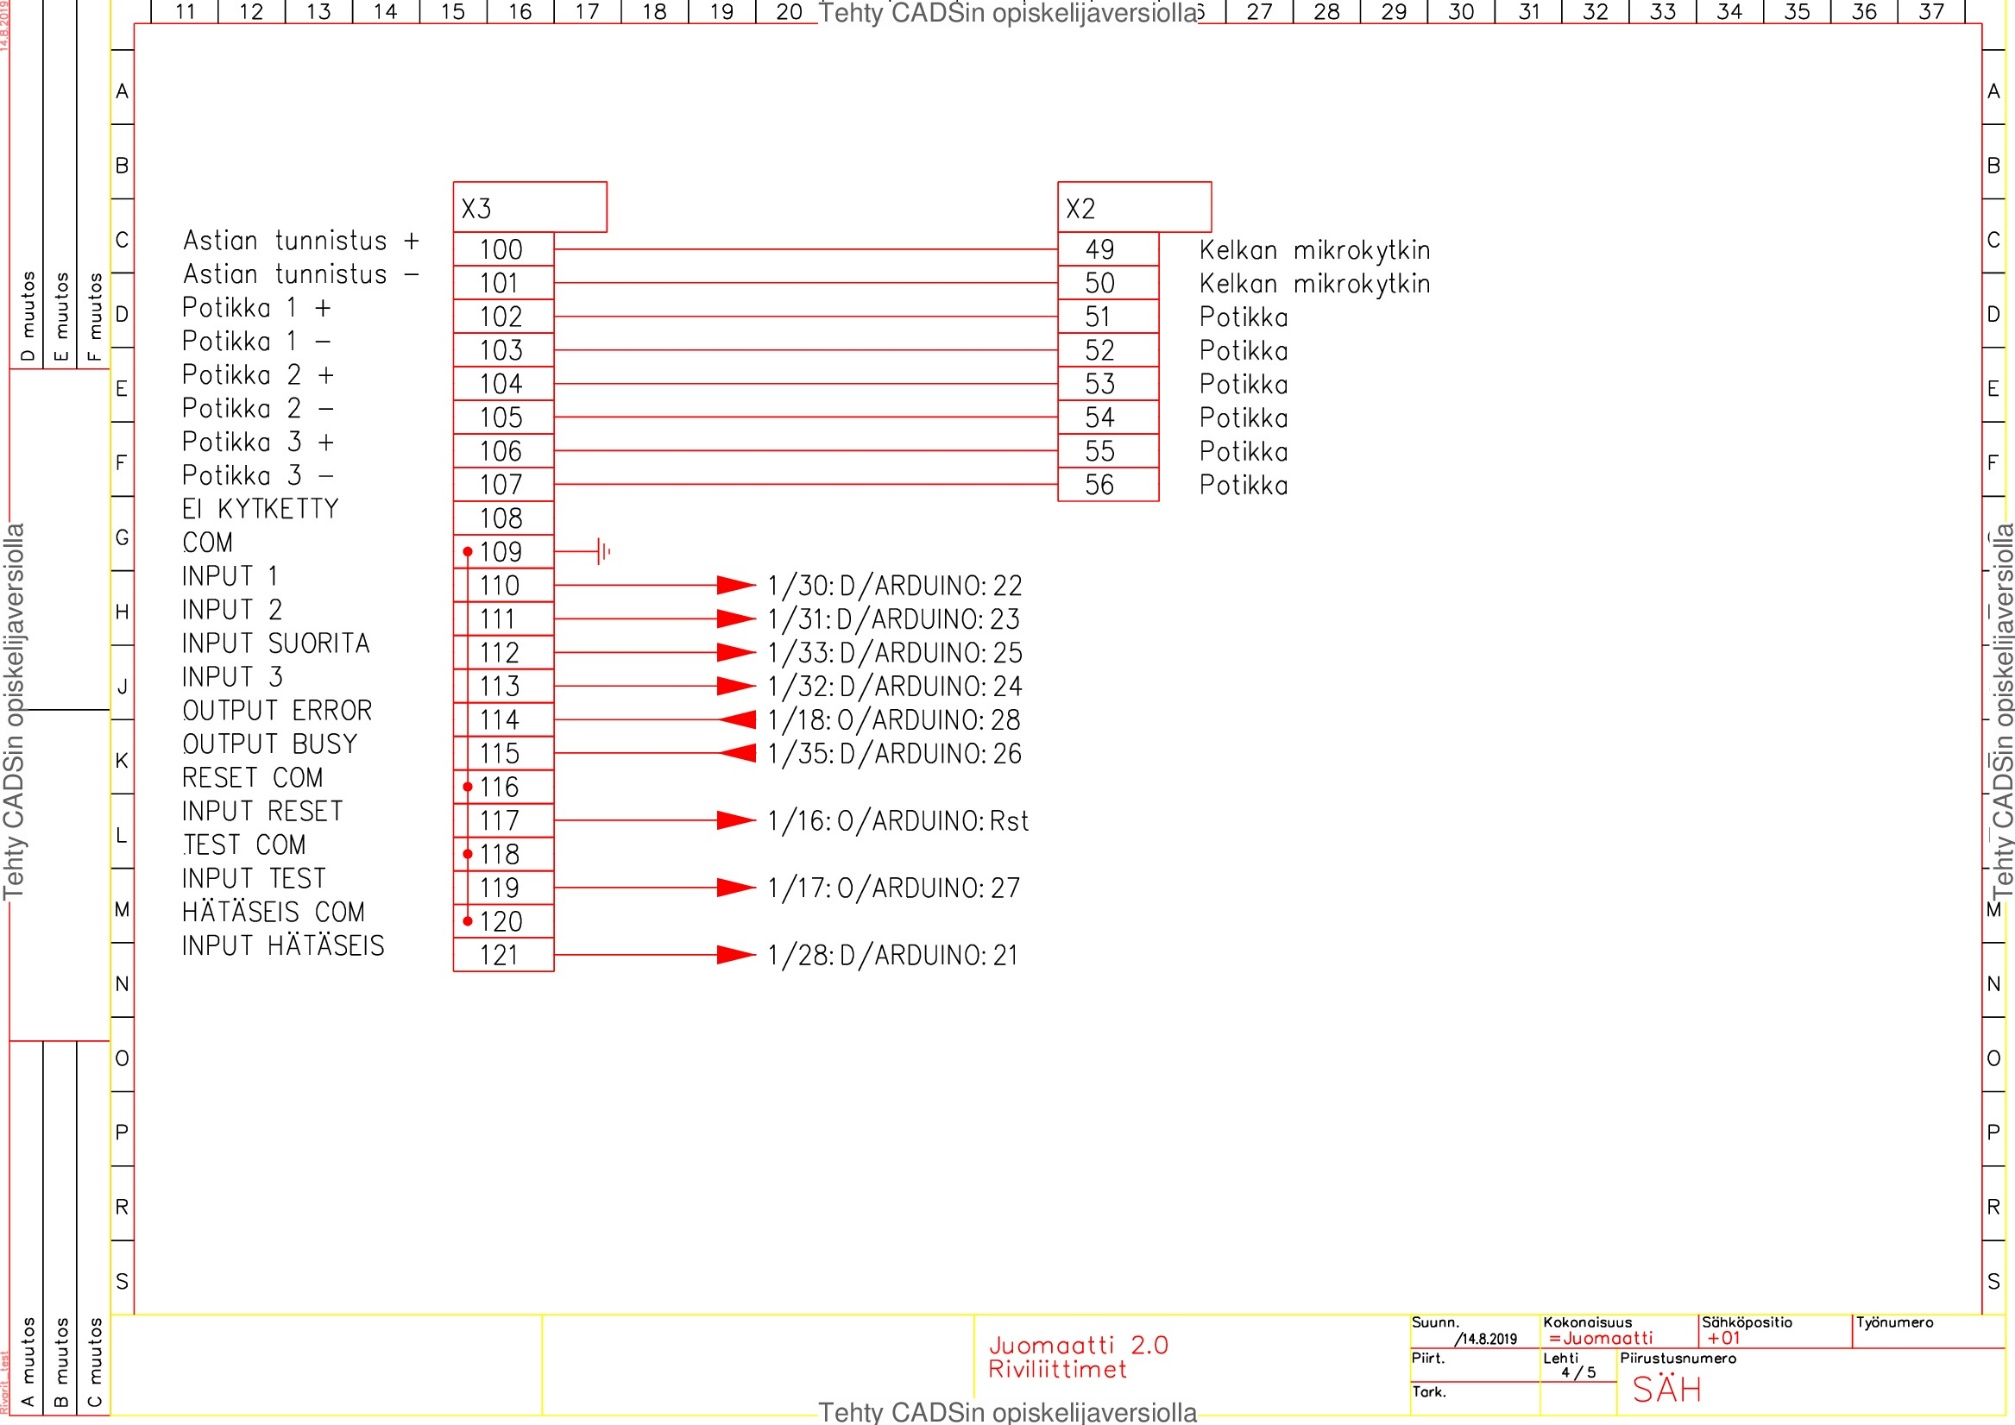 11 12 13 14 15 16 17 18 19 20 27 28 29 30 31 32 33 34 35 36 37
Tehty CADSin opiskelijaversiolla
14.8.2019
D muutos
E muutos
F muutos
A A
B B
C C
D D
E E
F F
G
H
J
K
L
M M
N N
O O
P P
R R
S S
Tehty CADSin opiskelijaversiolla
Tehty CADSin opiskelijaversiolla
X3 X2
Astian tunnistus + 100 49 Kelkan mikrokytkin
Astian tunnistus - 101 50 Kelkan mikrokytkin
Potikka 1 + 102 51 Potikka
Potikka 1 - 103 52 Potikka
Potikka 2 + 104 53 Potikka
Potikka 2 - 105 54 Potikka
Potikka 3 + 106 55 Potikka
Potikka 3 - 107 56 Potikka
EI KYTKETTY 108
COM 109
INPUT 1 110 1/30:D/ARDUINO:22
INPUT 2 111 1/31:D/ARDUINO:23
INPUT SUORITA 112 1/33:D/ARDUINO:25
INPUT 3 113 1/32:D/ARDUINO:24
OUTPUT ERROR 114 1/18:O/ARDUINO:28
OUTPUT BUSY 115 1/35:D/ARDUINO:26
RESET COM 116
INPUT RESET 117 1/16:O/ARDUINO:Rst
TEST COM 118
INPUT TEST 119 1/17:O/ARDUINO:27
HÄTÄSEIS COM 120
INPUT HÄTÄSEIS 121 1/28:D/ARDUINO:21
A muutos
B muutos
C muutos
Rivarit_test
Juomaatti 2.0
Riviliittimet
Suunn. /14.8.2019
Piirt.
Tark.
Kokonaisuus
=Juomaatti
Sähköpositio
+01
Työnumero
Lehti
4/5
Piirustusnumero
SÄH
Tehty CADSin opiskelijaversiolla